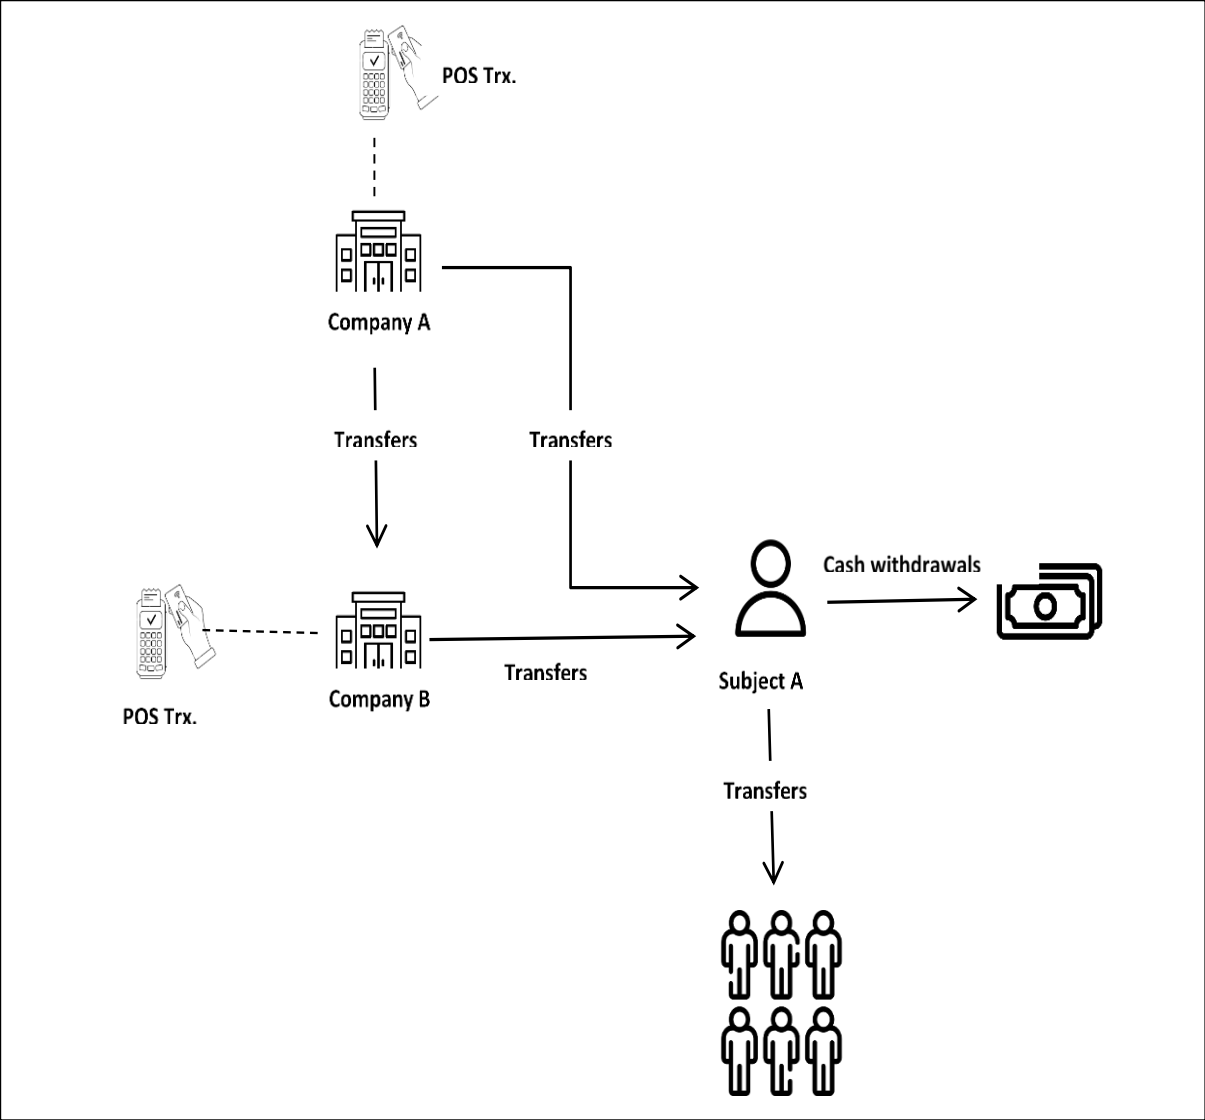 POS Trx.
Company A
Transfers
Transfers
Cash withdrawals
Transfers
Subject A
Company B
POS Trx.
Transfers